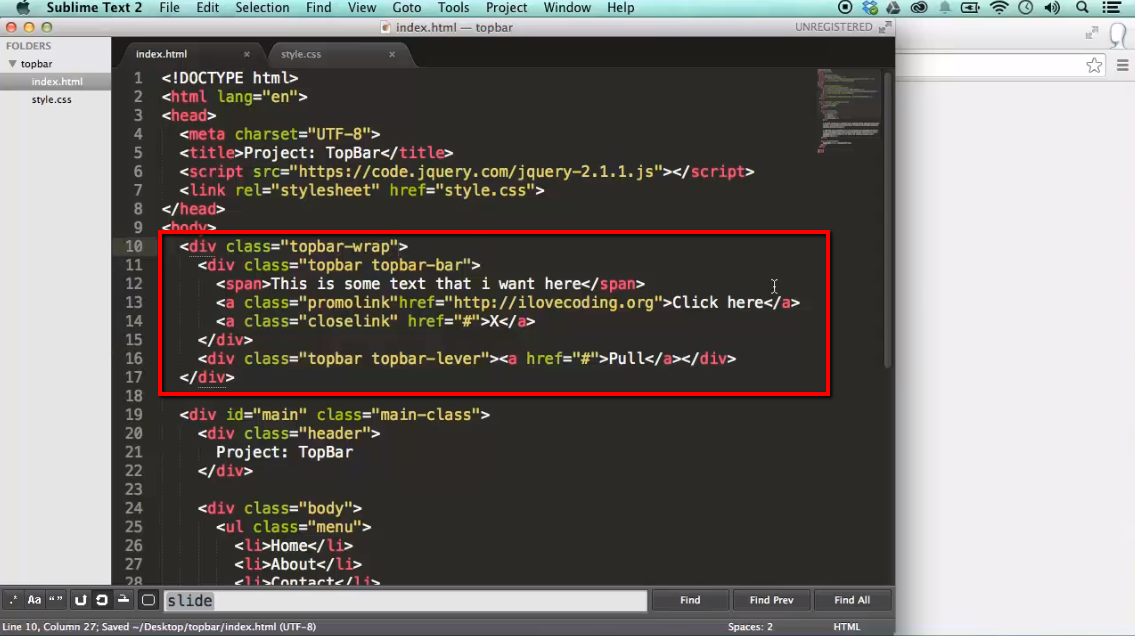 Sublime Text 2 File Edit Selection Find View Goto Tools Project Window Help
index.html — topbar
UNREGISTERED
FOLDERS
topbar
index.html
style.css
index.html ×
style.css ×
1 <!DOCTYPE html>
2 <html lang="en">
3 <head>
4 <meta charset="UTF-8">
5 <title>Project: TopBar</title>
6 <script src="https://code.jquery.com/jquery-2.1.1.js"></script>
7 <link rel="stylesheet" href="style.css">
8 </head>
9 <body>
10 <div class="topbar-wrap">
11 <div class="topbar topbar-bar">
12 <span>This is some text that i want here</span>
13 <a class="promolink"href="http://ilovecoding.org">Click here</a>
14 <a class="closelink" href="#">X</a>
15 </div>
16 <div class="topbar topbar-lever"><a href="#">Pull</a></div>
17 </div>
18
19 <div id="main" class="main-class">
20 <div class="header">
21 Project: TopBar
22 </div>
23
24 <div class="body">
25 <ul class="menu">
26 <li>Home</li>
27 <li>About</li>
28 <li>Contact</li>
.* Aa “ ” slide Find Find Prev Find All
Line 10, Column 27; Saved ~/Desktop/topbar/index.html (UTF-8) Spaces: 2 HTML